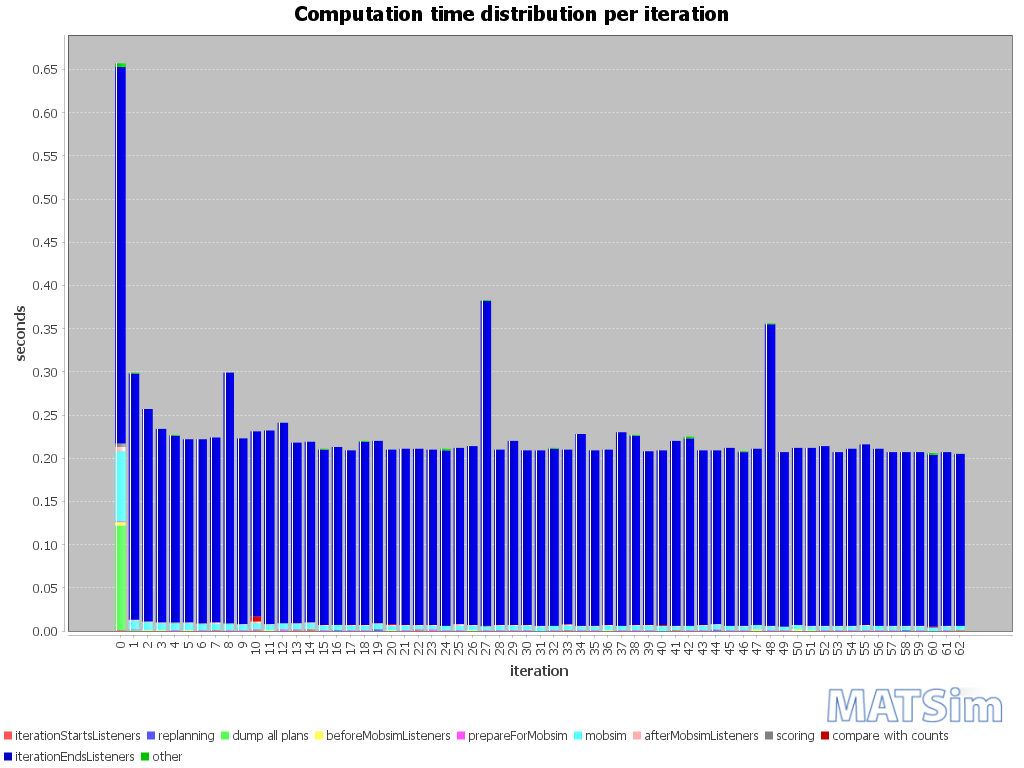 Computation time distribution per iteration
0.65
0.60
0.55
0.50
0.45
0.40
0.35
0.30
0.25
0.20
0.15
0.10
0.05
0.00
seconds
0 1 2 3 4 5 6 7 8 9 10 11 12 13 14 15 16 17 18 19 20 21 22 23 24 25 26 27 28 29 30 31 32 33 34 35 36 37 38 39 40 41 42 43 44 45 46 47 48 49 50 51 52 53 54 55 56 57 58 59 60 61 62
iteration
MATSim
iterationStartsListeners replanning dump all plans beforeMobsimListeners prepareForMobsim mobsim afterMobsimListeners scoring compare with counts
iterationEndsListeners other